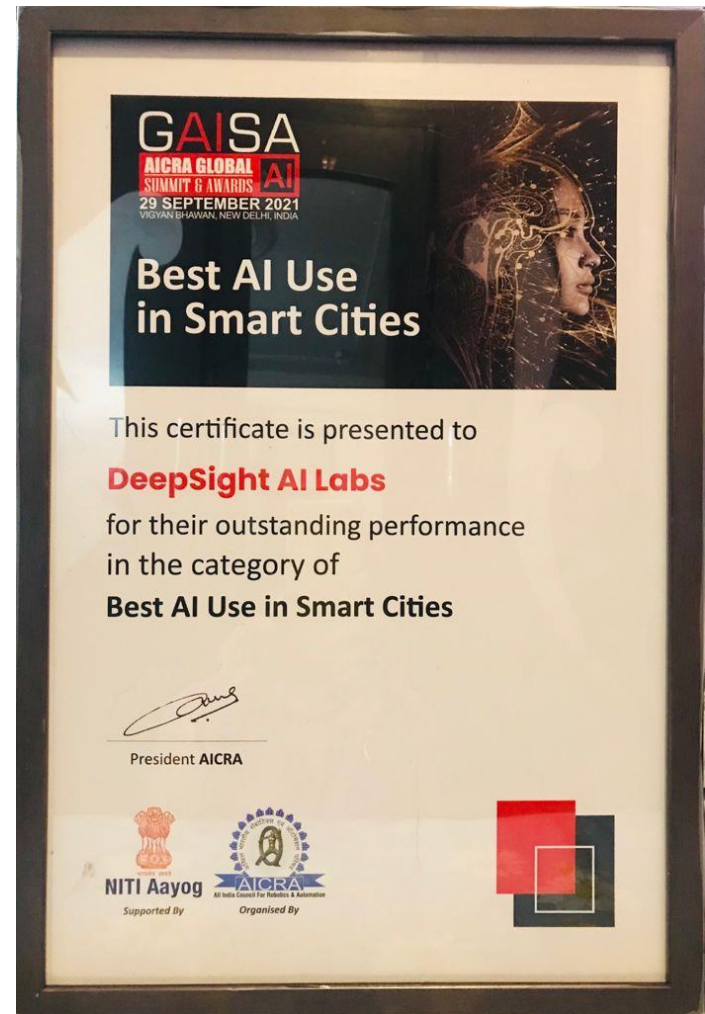 GAISA
AICRA GLOBAL
SUMMIT & AWARDS AI
29 SEPTEMBER 2021
VIGYAN BHAWAN, NEW DELHI, INDIA
Best AI Use
in Smart Cities
This certificate is presented to
DeepSight AI Labs
for their outstanding performance
in the category of
Best AI Use in Smart Cities
President AICRA
सत्यमेव जयते
NITI Aayog
Supported By
AICRA
All India Council For Robotics & Automation
Organised By